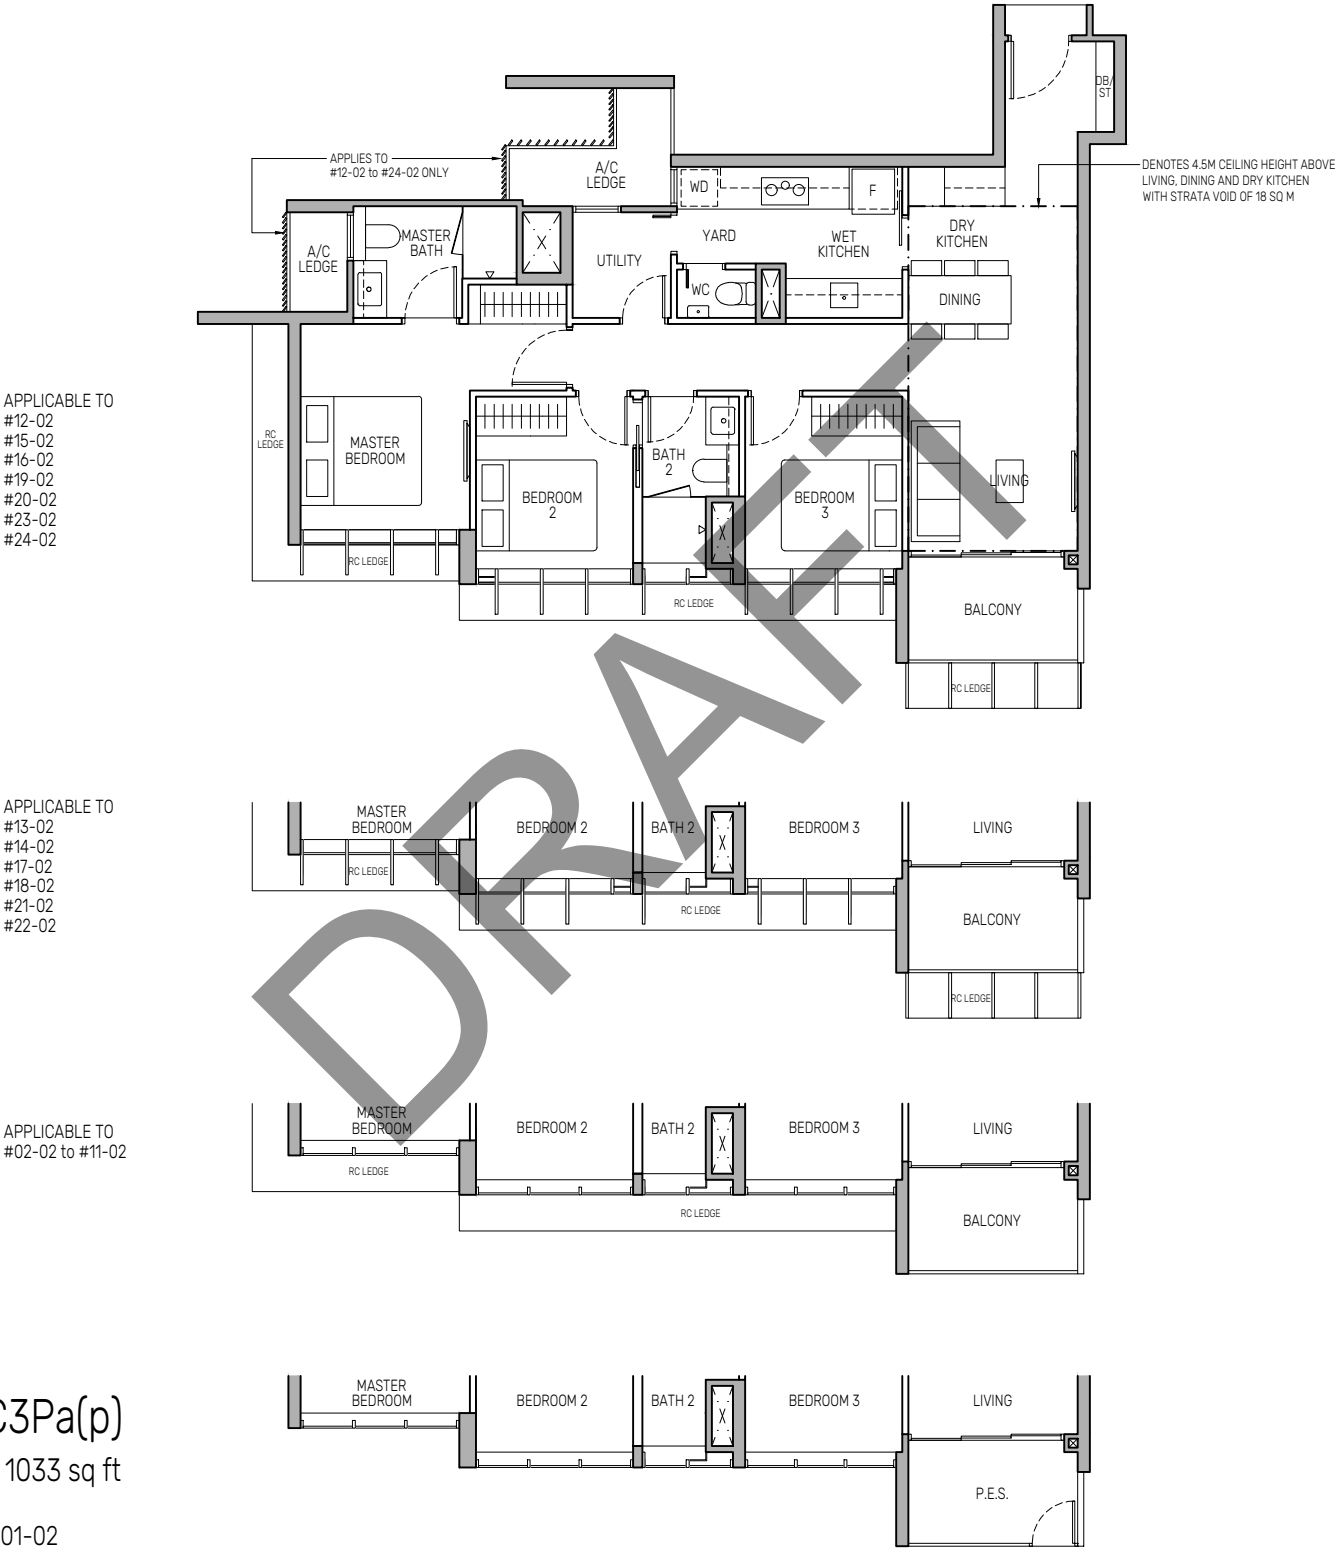 DB/
ST
APPLIES TO
#12-02 to #24-02 ONLY
A/C
LEDGE
DENOTES 4.5M CEILING HEIGHT ABOVE
LIVING, DINING AND DRY KITCHEN
WITH STRATA VOID OF 18 SQ M
WD
F
MASTER
BATH
A/C
LEDGE
X
UTILITY
YARD
WET
KITCHEN
DRY
KITCHEN
WC
X
DINING
APPLICABLE TO
#12-02
#15-02
#16-02
#19-02
#20-02
#23-02
#24-02
RC
LEDGE
MASTER
BEDROOM
BEDROOM
2
BATH
2
BEDROOM
3
LIVING
X
RC LEDGE
RC LEDGE
BALCONY
RC LEDGE
DRAFT
APPLICABLE TO
#13-02
#14-02
#17-02
#18-02
#21-02
#22-02
MASTER
BEDROOM
BEDROOM 2
BATH 2
X
BEDROOM 3
LIVING
RC LEDGE
RC LEDGE
BALCONY
RC LEDGE
APPLICABLE TO
#02-02 to #11-02
MASTER
BEDROOM
BEDROOM 2
BATH 2
X
BEDROOM 3
LIVING
RC LEDGE
RC LEDGE
BALCONY
C3Pa(p)
1033 sq ft
01-02
MASTER
BEDROOM
BEDROOM 2
BATH 2
X
BEDROOM 3
LIVING
P.E.S.